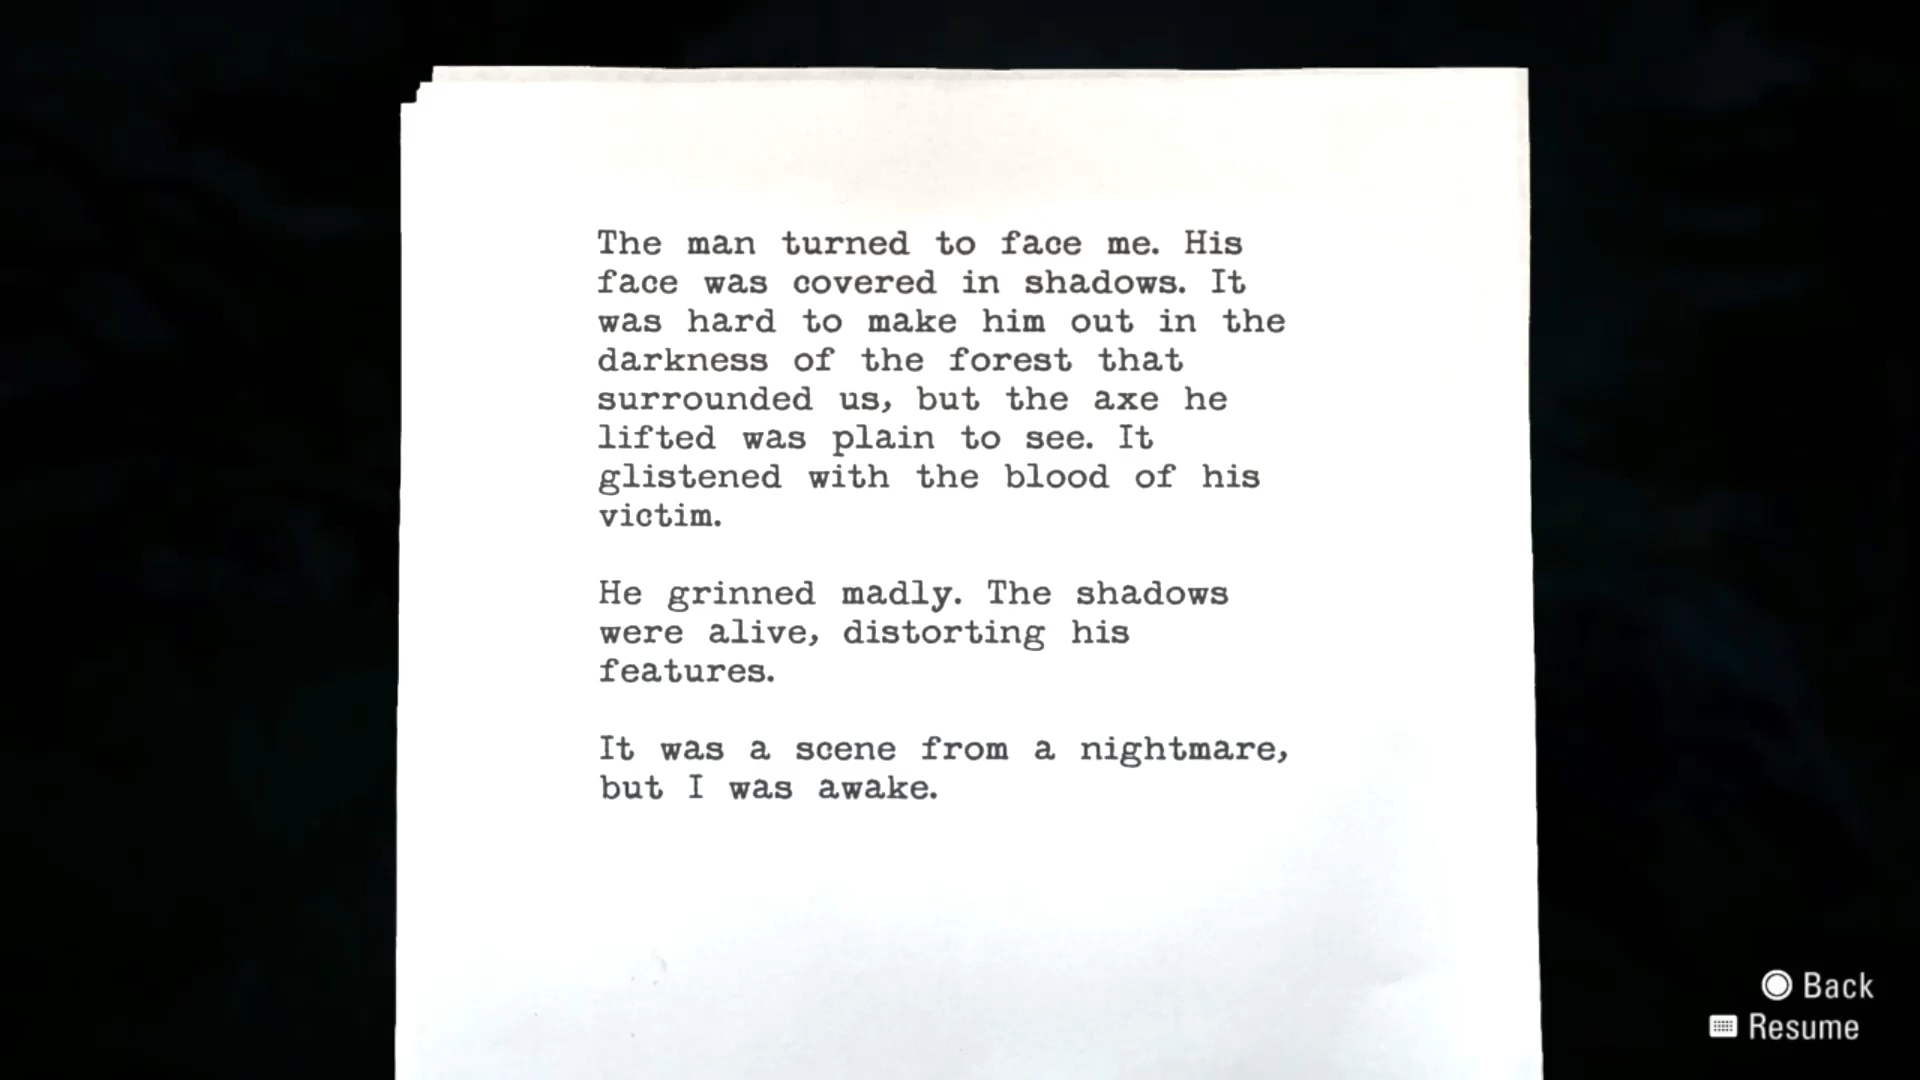 The man turned to face me. His
face was covered in shadows. It
was hard to make him out in the
darkness of the forest that
surrounded us, but the axe he
lifted was plain to see. It
glistened with the blood of his
victim.
He grinned madly. The shadows
were alive, distorting his
features.
It was a scene from a nightmare,
but I was awake.
Back
Resume